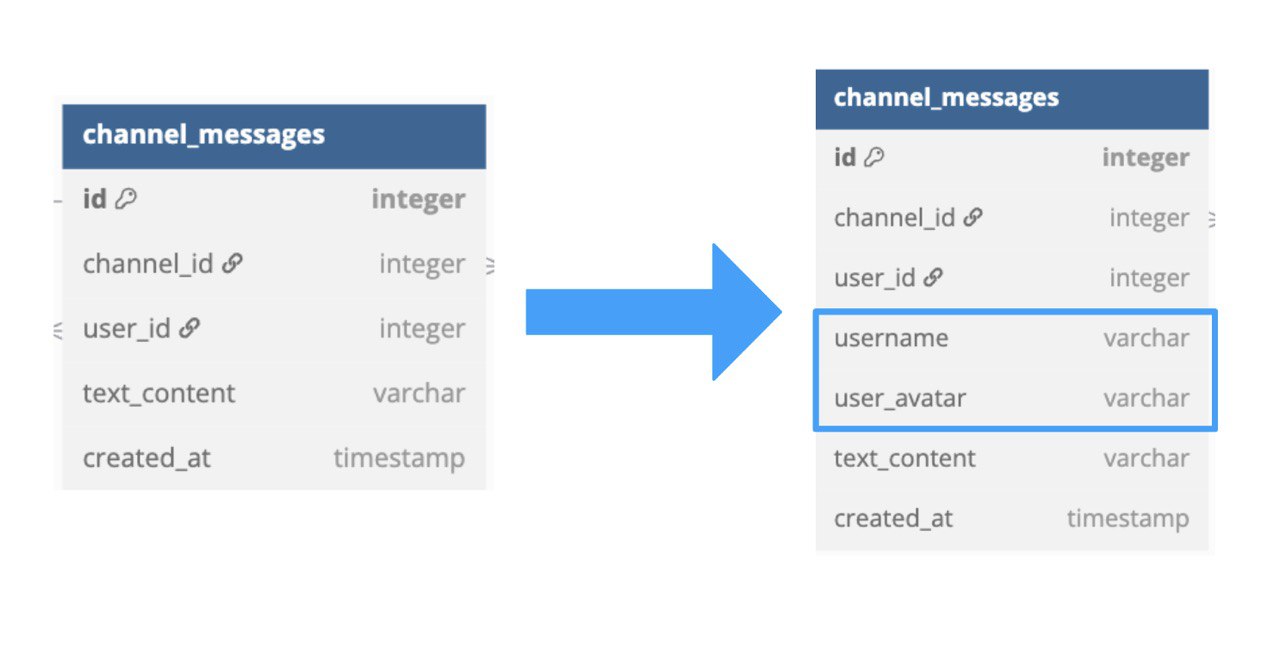 channel_messages
id integer
channel_id integer
user_id integer
text_content varchar
created_at timestamp
channel_messages
id integer
channel_id integer
user_id integer
username varchar
user_avatar varchar
text_content varchar
created_at timestamp